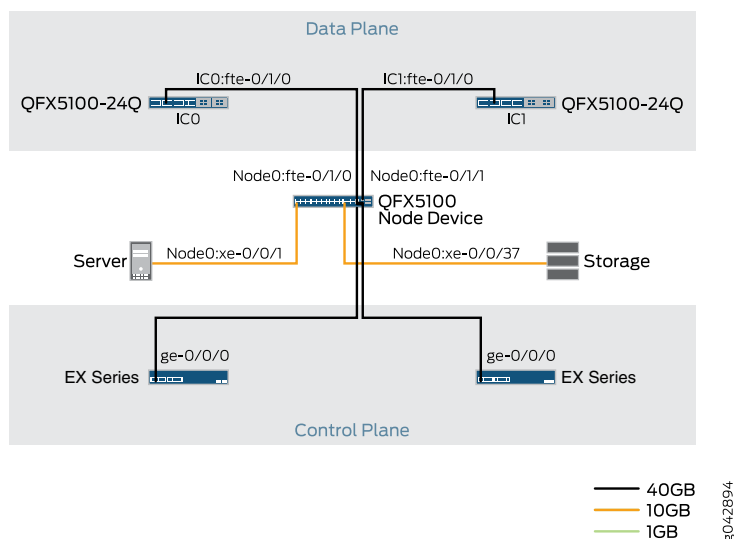 Data Plane
IC0:fte-0/1/0
IC1:fte-0/1/0
QFX5100-24Q
QFX5100-24Q
IC0
IC1
Node0:fte-0/1/0
Node0:fte-0/1/1
QFX5100
Node Device
Node0:xe-0/0/1
Node0:xe-0/0/37
Server
Storage
ge-0/0/0
ge-0/0/0
EX Series
EX Series
Control Plane
40GB
10GB
1GB
g042894